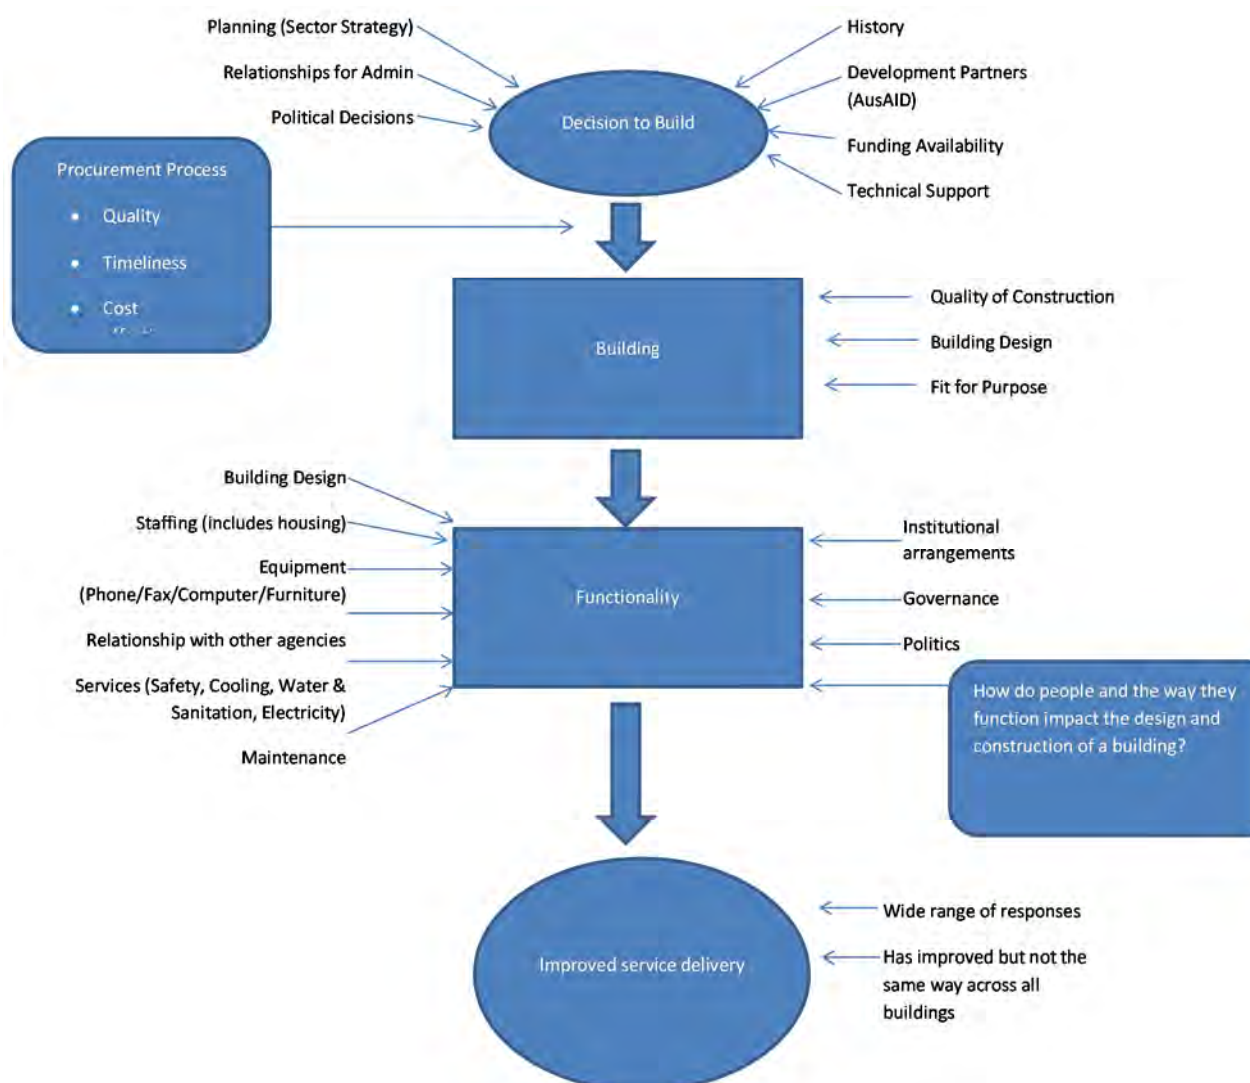 Planning (Sector Strategy)
Relationships for Admin
Political Decisions
History
Development Partners
(AusAID)
Funding Availability
Technical Support
Decision to Build
Procurement Process
• Quality
• Timeliness
• Cost
Building
Quality of Construction
Building Design
Fit for Purpose
Building Design
Staffing (includes housing)
Equipment
(Phone/Fax/Computer/Furniture)
Relationship with other agencies
Services (Safety, Cooling, Water &
Sanitation, Electricity)
Maintenance
Functionality
Institutional
arrangements
Governance
Politics
How do people and the way they
function impact the design and
construction of a building?
Improved service delivery
Wide range of responses
Has improved but not the
same way across all
buildings